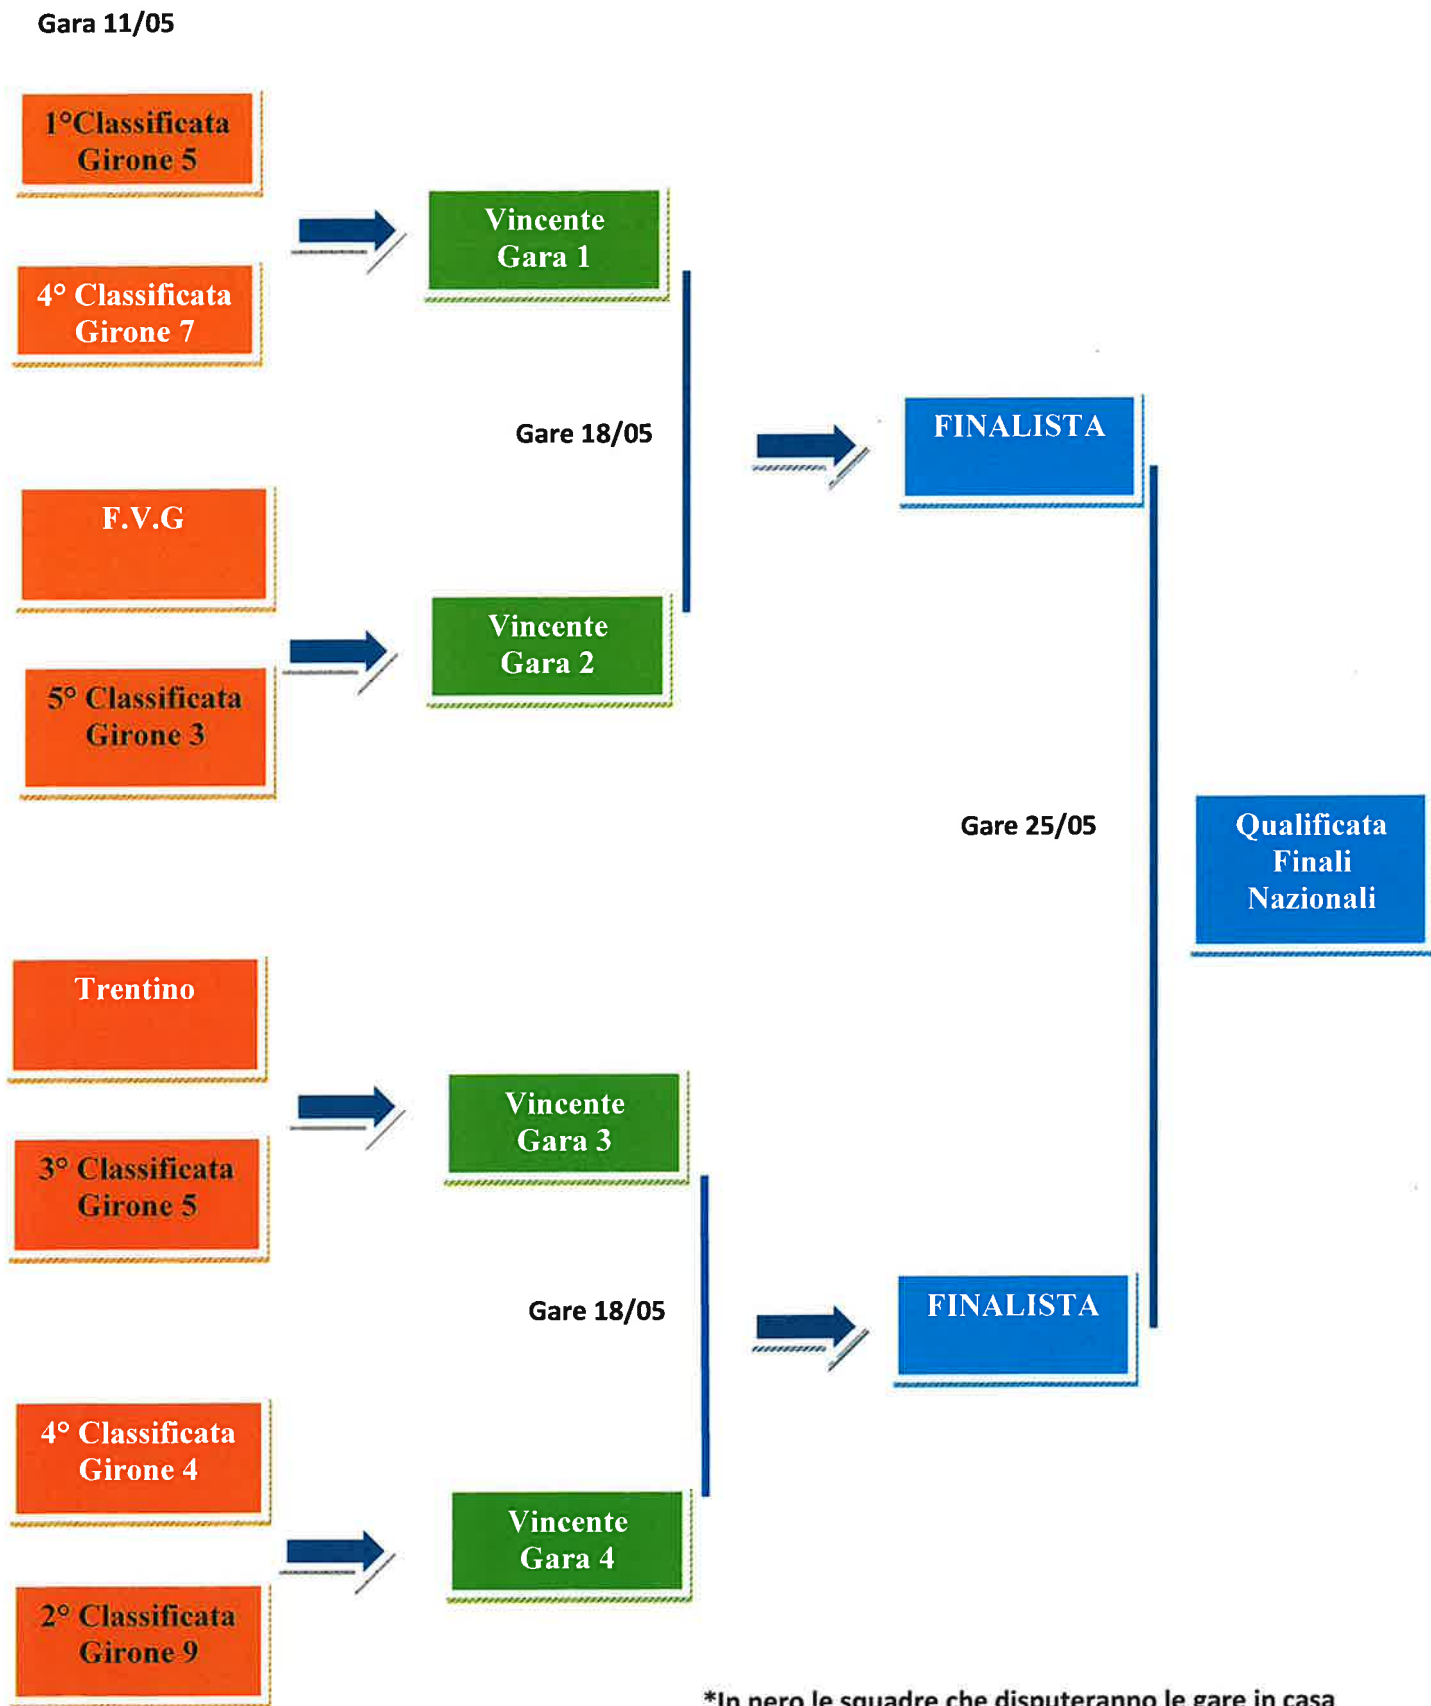 Gara 11/05
1°Classificata
Girone 5
4° Classificata
Girone 7
Vincente
Gara 1
Gare 18/05
F.V.G
5° Classificata
Girone 3
Vincente
Gara 2
FINALISTA
Gare 25/05
Qualificata
Finali
Nazionali
Trentino
3° Classificata
Girone 5
Vincente
Gara 3
Gare 18/05
FINALISTA
4° Classificata
Girone 4
2° Classificata
Girone 9
Vincente
Gara 4
*In nero le squadre che disputeranno le gare in casa